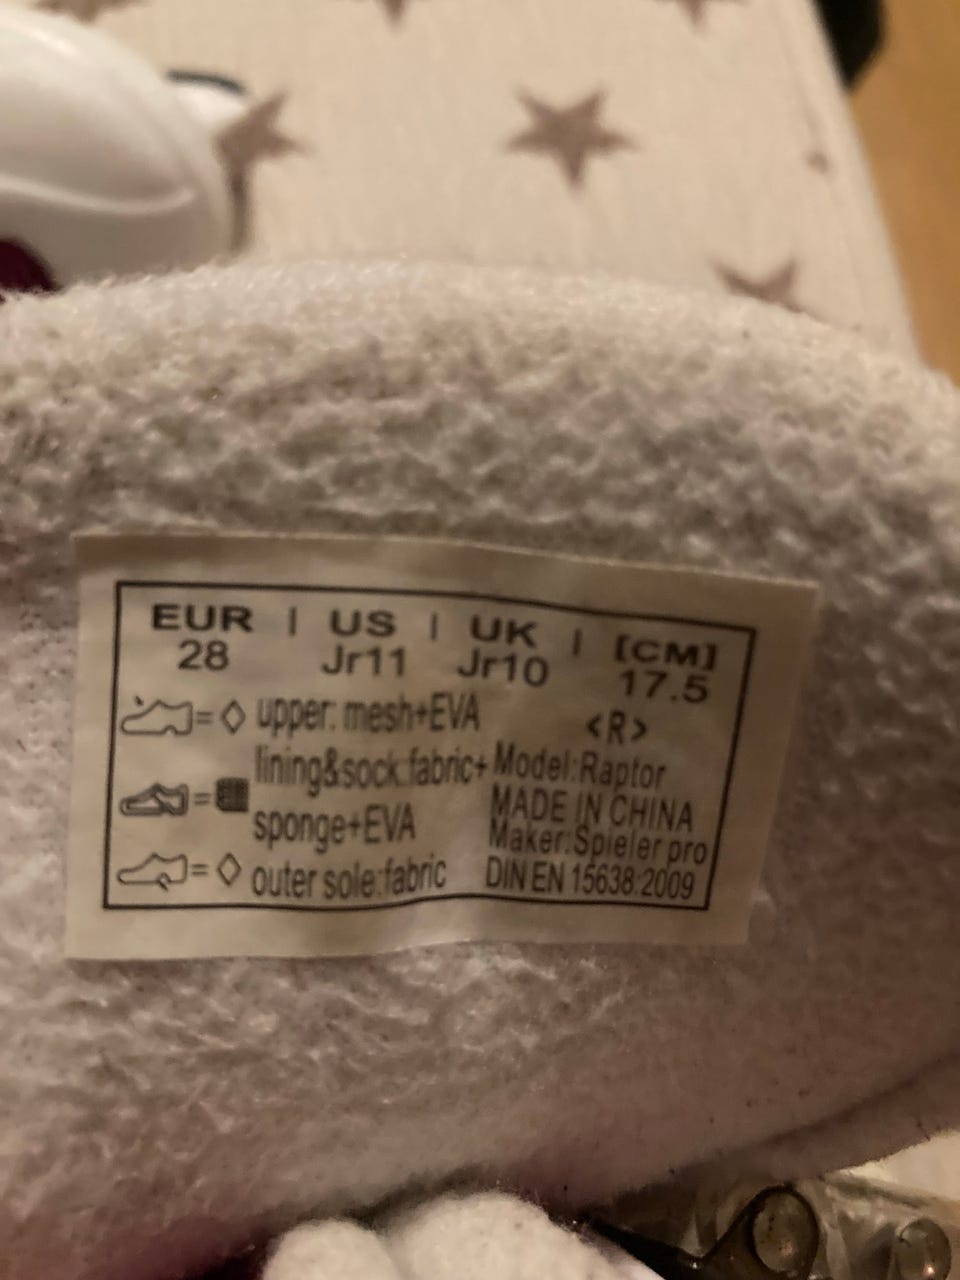 EUR | US | UK | [CM]
28 Jr11 Jr10 17.5
= upper: mesh+EVA
= lining&sock:fabric+
sponge+EVA
= outer sole:fabric
<R>
Model:Raptor
MADE IN CHINA
Maker:Spieler pro
DIN EN 15638:2009